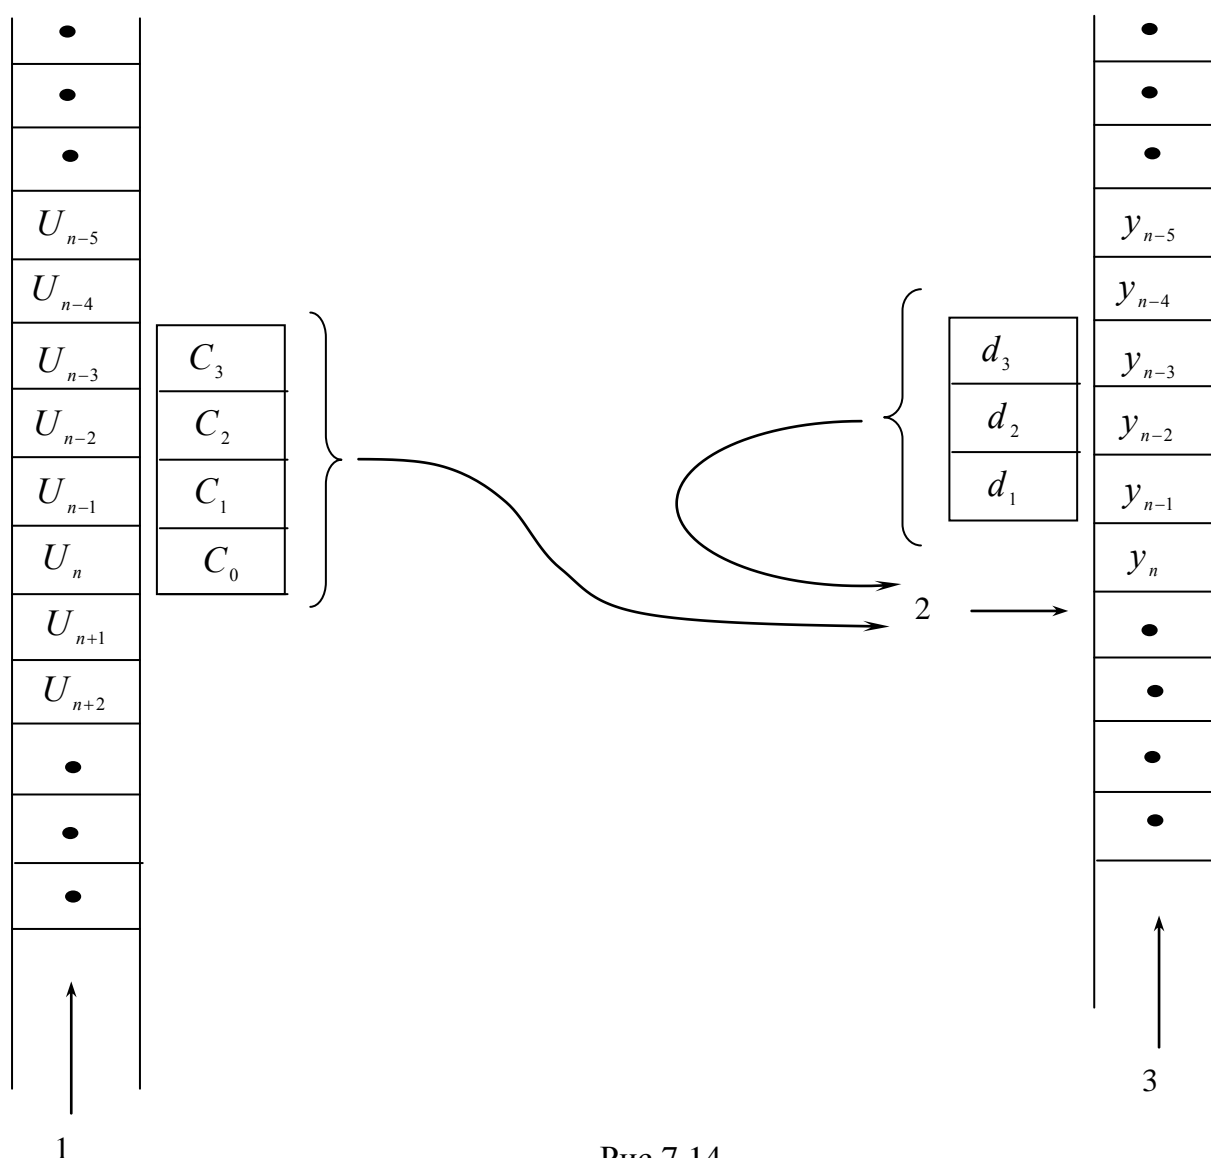 U_{n-5}
U_{n-4}
U_{n-3}
U_{n-2}
U_{n-1}
U_n
U_{n+1}
U_{n+2}
C_3
C_2
C_1
C_0
d_3
d_2
d_1
2
y_{n-5}
y_{n-4}
y_{n-3}
y_{n-2}
y_{n-1}
y_n
3
1
Рис 7-14